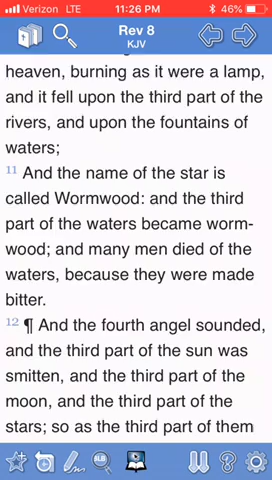 Verizon LTE 11:26 PM 46%
Rev 8
KJV
heaven, burning as it were a lamp,
and it fell upon the third part of the
rivers, and upon the fountains of
waters;
11 And the name of the star is
called Wormwood: and the third
part of the waters became worm-
wood; and many men died of the
waters, because they were made
bitter.
12 ¶ And the fourth angel sounded,
and the third part of the sun was
smitten, and the third part of the
moon, and the third part of the
stars; so as the third part of them
BLB